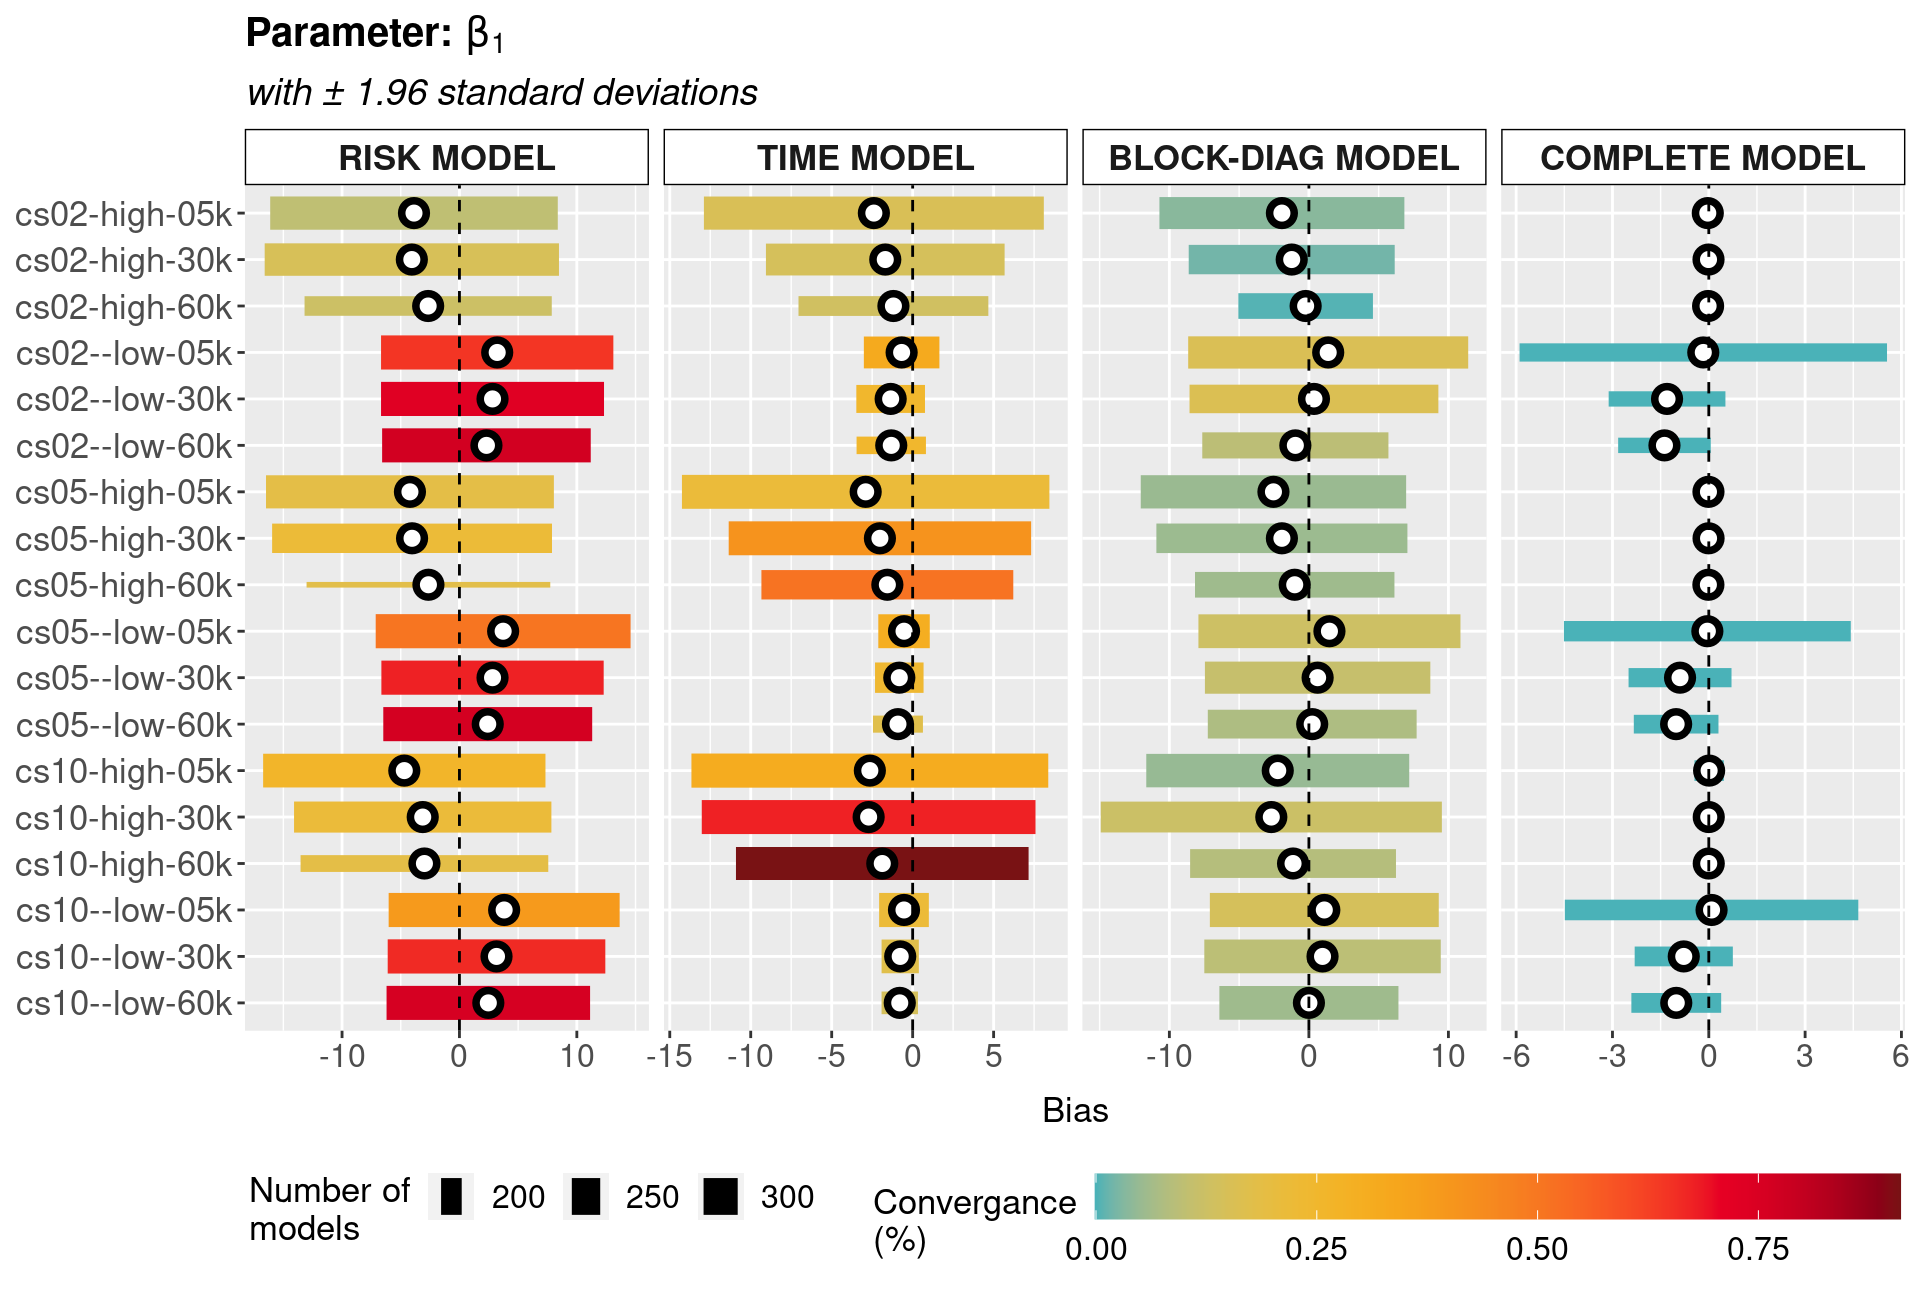 Parameter: β1
with ± 1.96 standard deviations
RISK MODEL TIME MODEL BLOCK-DIAG MODEL COMPLETE MODEL
cs02-high-05k
cs02-high-30k
cs02-high-60k
cs02--low-05k
cs02--low-30k
cs02--low-60k
cs05-high-05k
cs05-high-30k
cs05-high-60k
cs05--low-05k
cs05--low-30k
cs05--low-60k
cs10-high-05k
cs10-high-30k
cs10-high-60k
cs10--low-05k
cs10--low-30k
cs10--low-60k
-10 0 10 -15 -10 -5 0 5 -10 0 10 -6 -3 0 3 6
Bias
Number of
models
200 250 300
Convergance
(%)
0.00 0.25 0.50 0.75